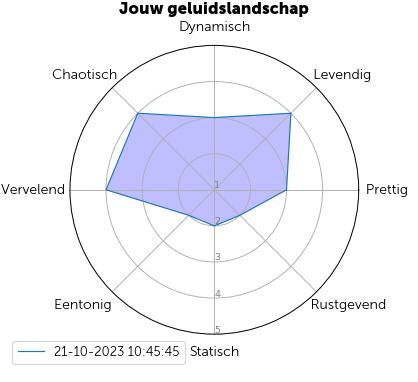 Jouw geluidslandschap
Dynamisch
Chaotisch
Levendig
Vervelend
1
Prettig
2
3
4
Eentonig
Rustgevend
5
21-10-2023 10:45:45
Statisch